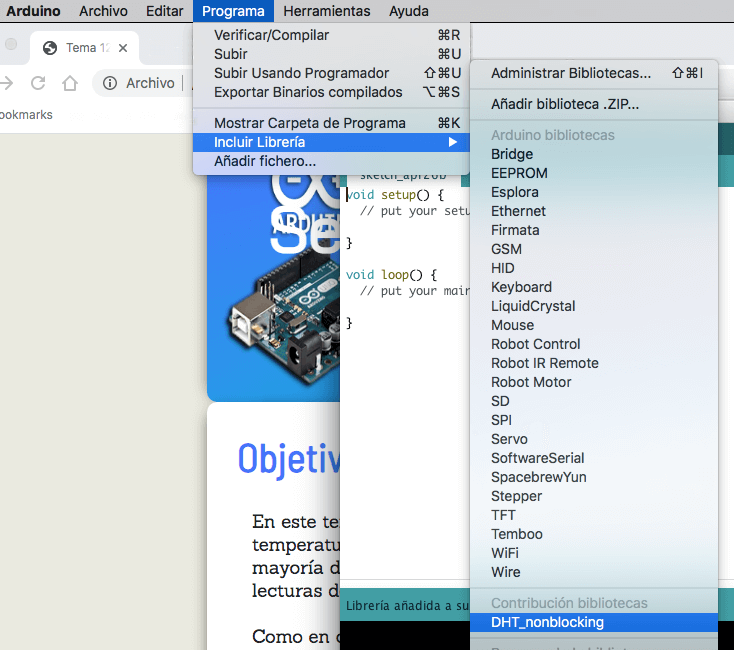 Arduino Archivo Editar Programa Herramientas Ayuda
Tema 12
Archivo
ookmarks
Verificar/Compilar ⌘R
Subir ⌘U
Subir Usando Programador ⇧⌘U
Exportar Binarios compilados ⌥⌘S
Mostrar Carpeta de Programa ⌘K
Incluir Librería
Añadir fichero...
Administrar Bibliotecas... ⇧⌘I
Añadir biblioteca .ZIP...
Arduino bibliotecas
Bridge
EEPROM
Esplora
Ethernet
Firmata
GSM
HID
Keyboard
LiquidCrystal
Mouse
Robot Control
Robot IR Remote
Robot Motor
SD
SPI
Servo
SoftwareSerial
SpacebrewYun
Stepper
TFT
Temboo
WiFi
Wire
Contribución bibliotecas
DHT_nonblocking
void setup() {
// put your setu
}
void loop() {
// put your main
}
Librería añadida a su
Objetiv
En este te
temperatu
mayoría d
lecturas d
Como en